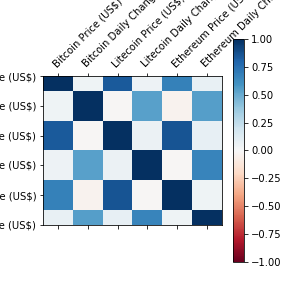 Bitcoin Price (US$)
Bitcoin Daily Chang
Litecoin Price (US$)
Litecoin Daily Cha
Ethereum Price (US
Ethereum Daily Ch
e (US$)
e (US$)
e (US$)
e (US$)
e (US$)
e (US$)
1.00
0.75
0.50
0.25
0.00
−0.25
−0.50
−0.75
−1.00